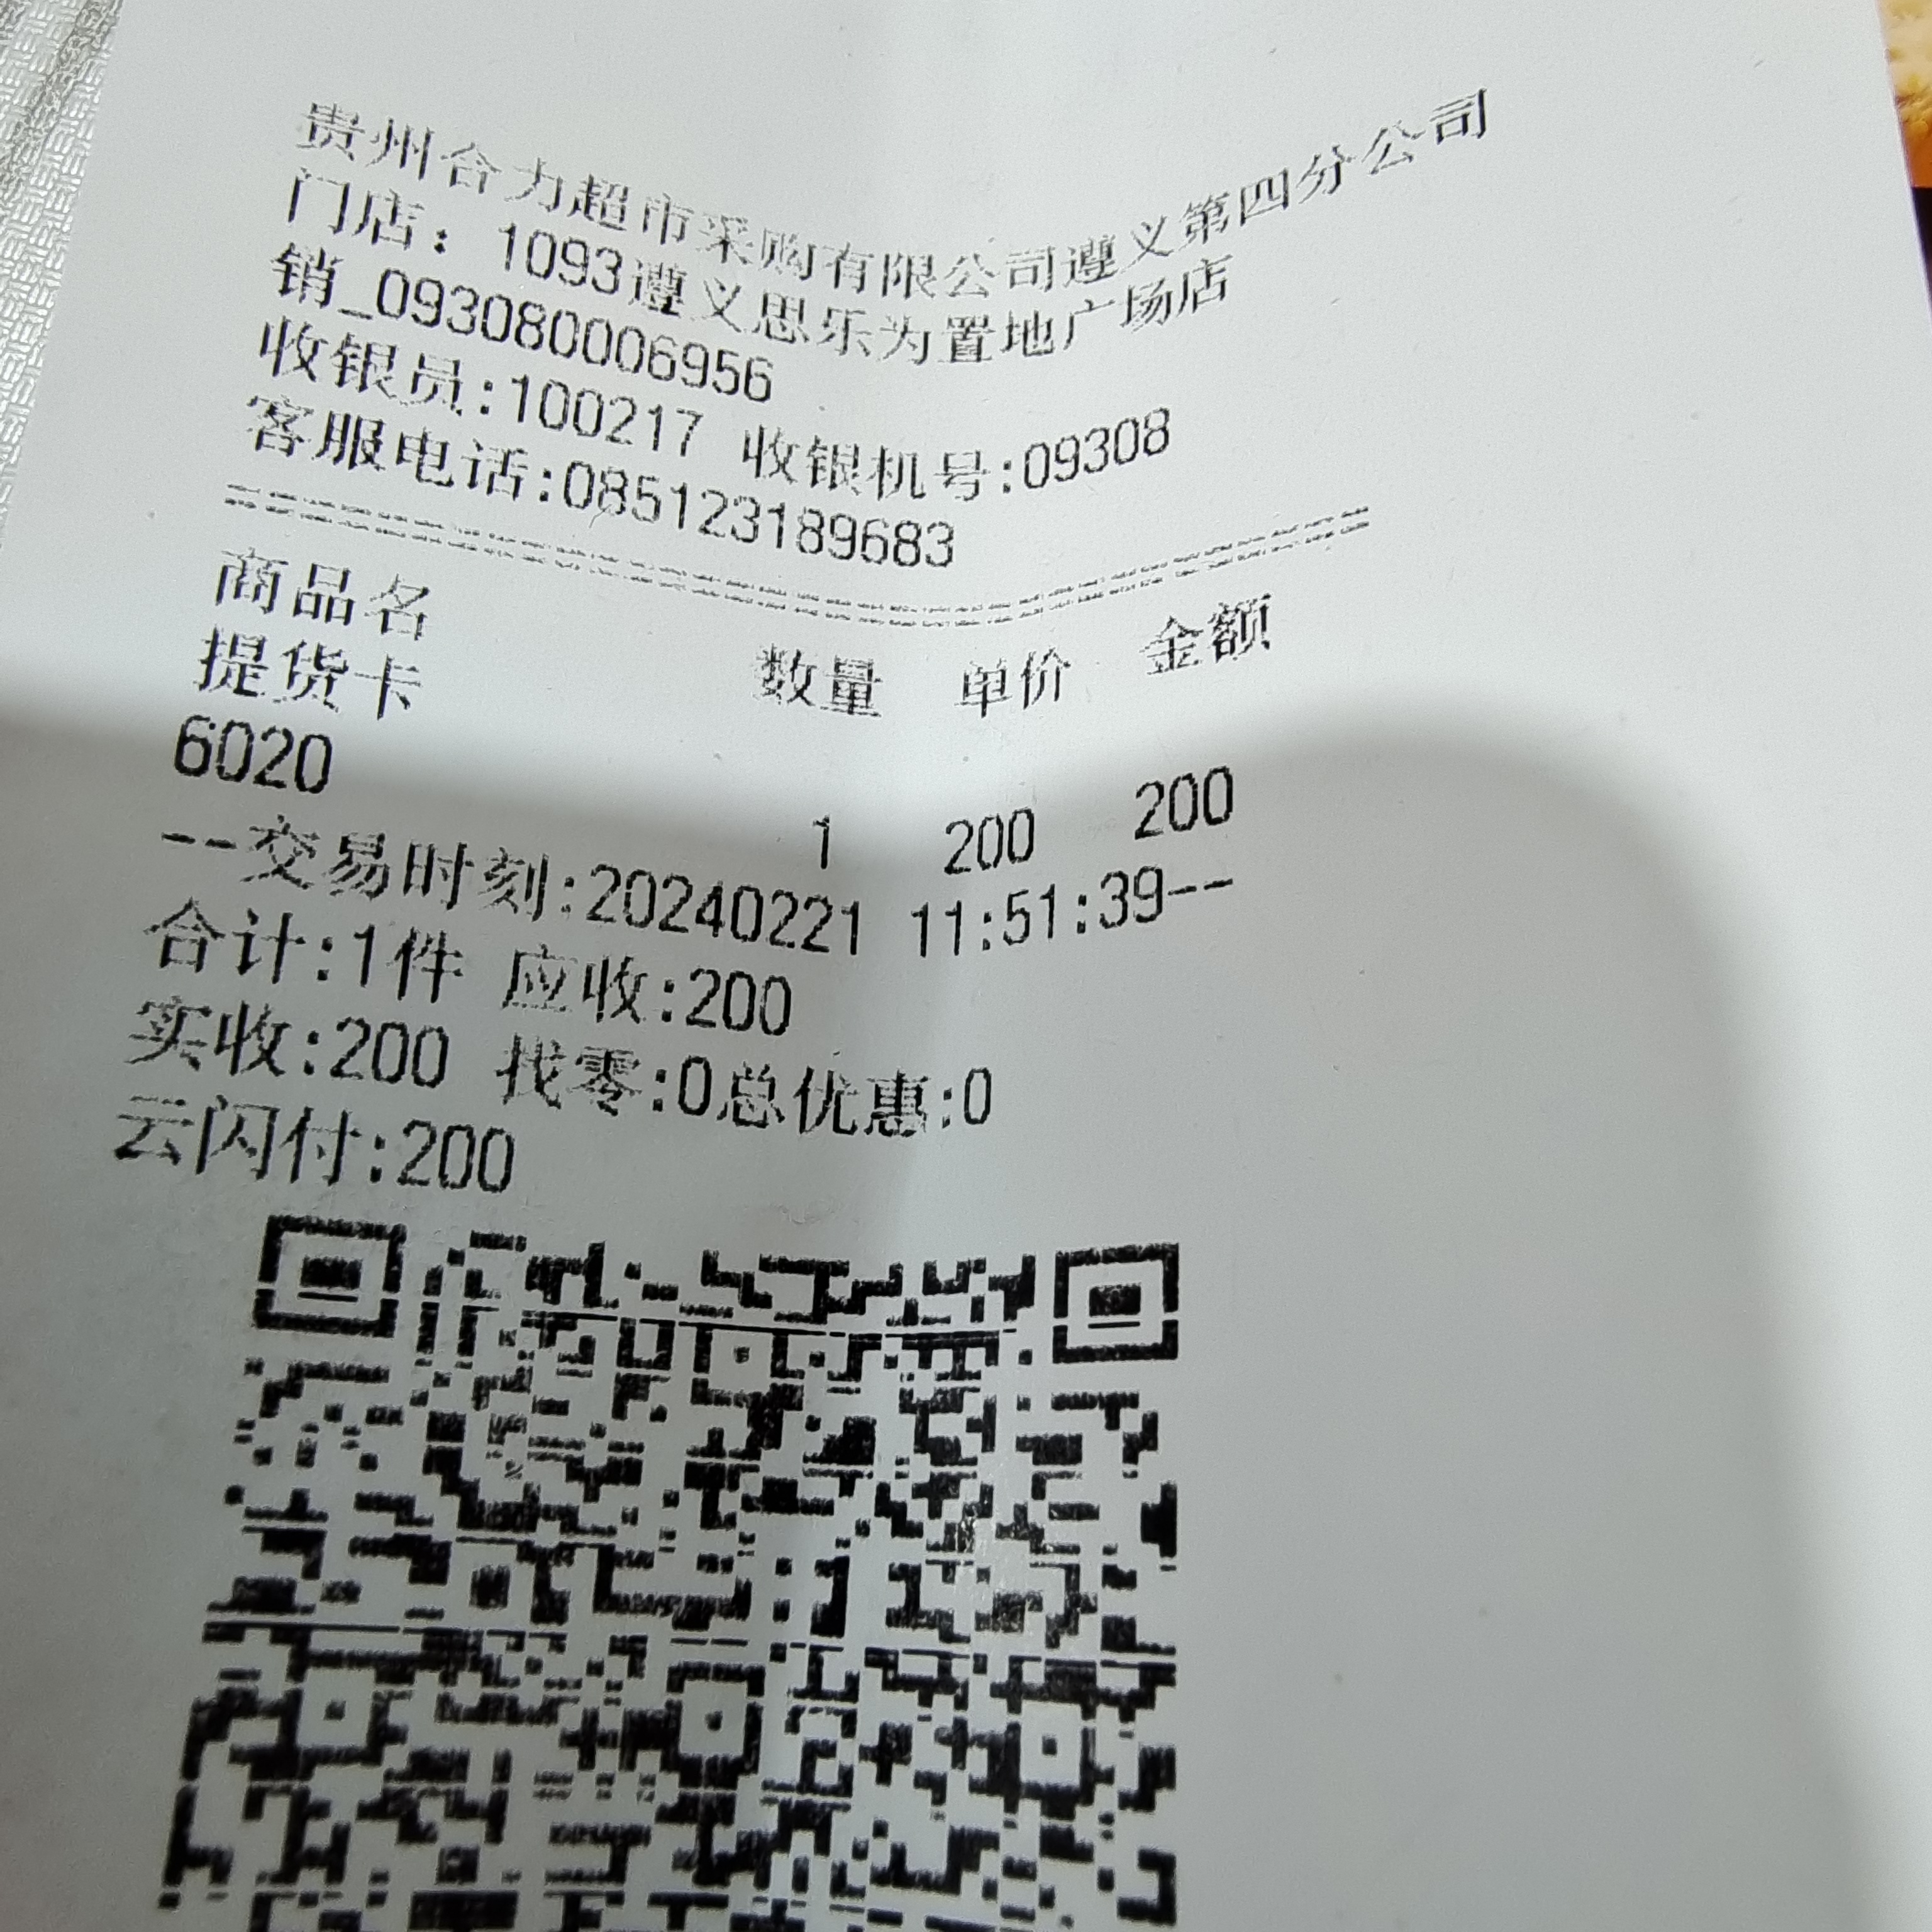 贵州合力超市采购有限公司遵义第四分公司
门店：1093遵义思乐为置地广场店
销_093080006956
收银员:100217 收银机号:09308
客服电话:085123189683
商品名 数量 单价 金额
提货卡
6020 1 200 200
--交易时刻:20240221 11:51:39--
合计:1件 应收:200
实收:200 找零:0总优惠:0
云闪付:200